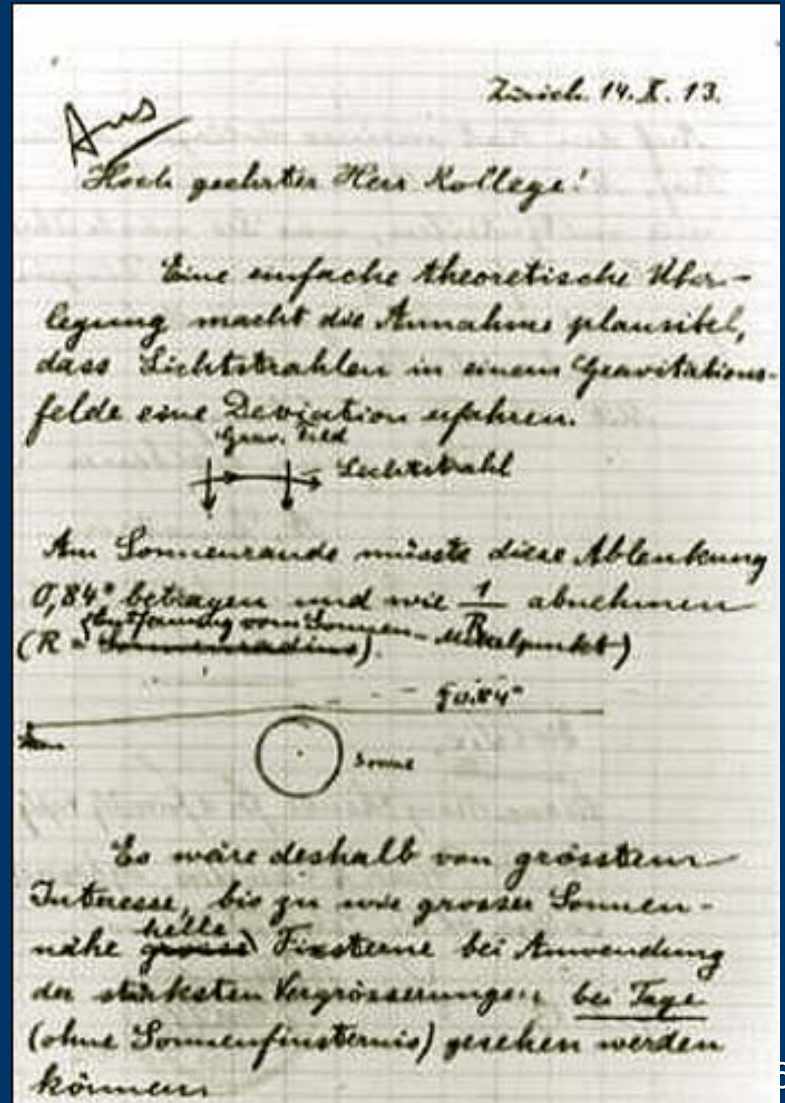 Zürich. 14. X. 13.
Hoch geehrter Herr Kollege!
Eine einfache theoretische Über-
legung macht die Annahme plausibel,
dass Lichtstrahlen in einem Gravitations-
felde eine Deviation erfahren.
Grav. Feld
Lichtstrahl
Am Sonnenrande müsste diese Ablenkung
0,84" betragen und wie 1/R abnehmen
(R = Entfernung vom Sonnen-Mittelpunkt)
0.84"
Sonne
Es wäre deshalb von grösstem
Interesse, bis zu wie grosser Sonnen-
nähe helle Fixsterne bei Anwendung
der stärksten Vergrösserungen bei Tage
(ohne Sonnenfinsternis) gesehen werden
können.